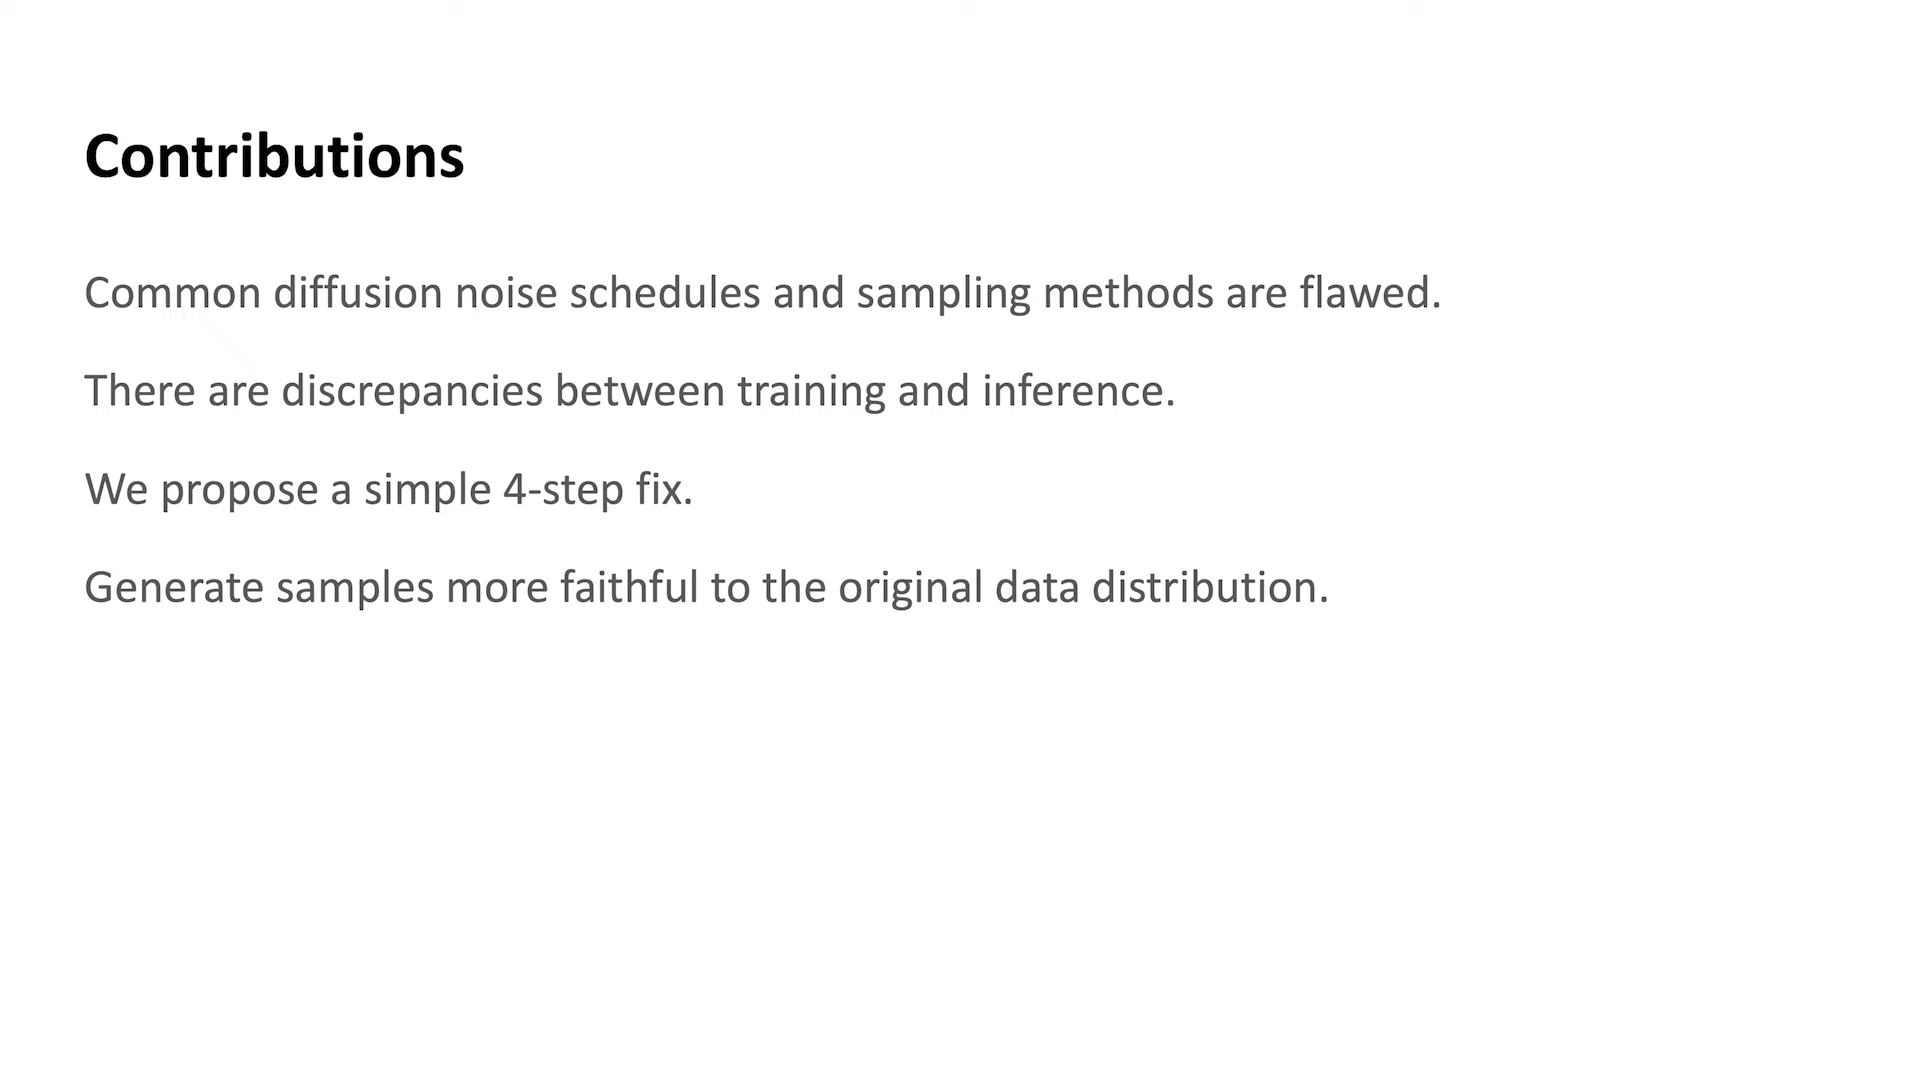 Contributions
Common diffusion noise schedules and sampling methods are flawed.
There are discrepancies between training and inference.
We propose a simple 4-step fix.
Generate samples more faithful to the original data distribution.